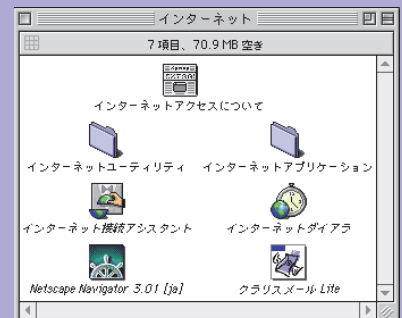 インターネット
7 項目、70.9 MB 空き
インターネットアクセスについて
インターネットユーティリティ
インターネットアプリケーション
インターネット接続アシスタント
インターネットダイアラ
Netscape Navigator 3.01 [ja]
クラリスメール Lite